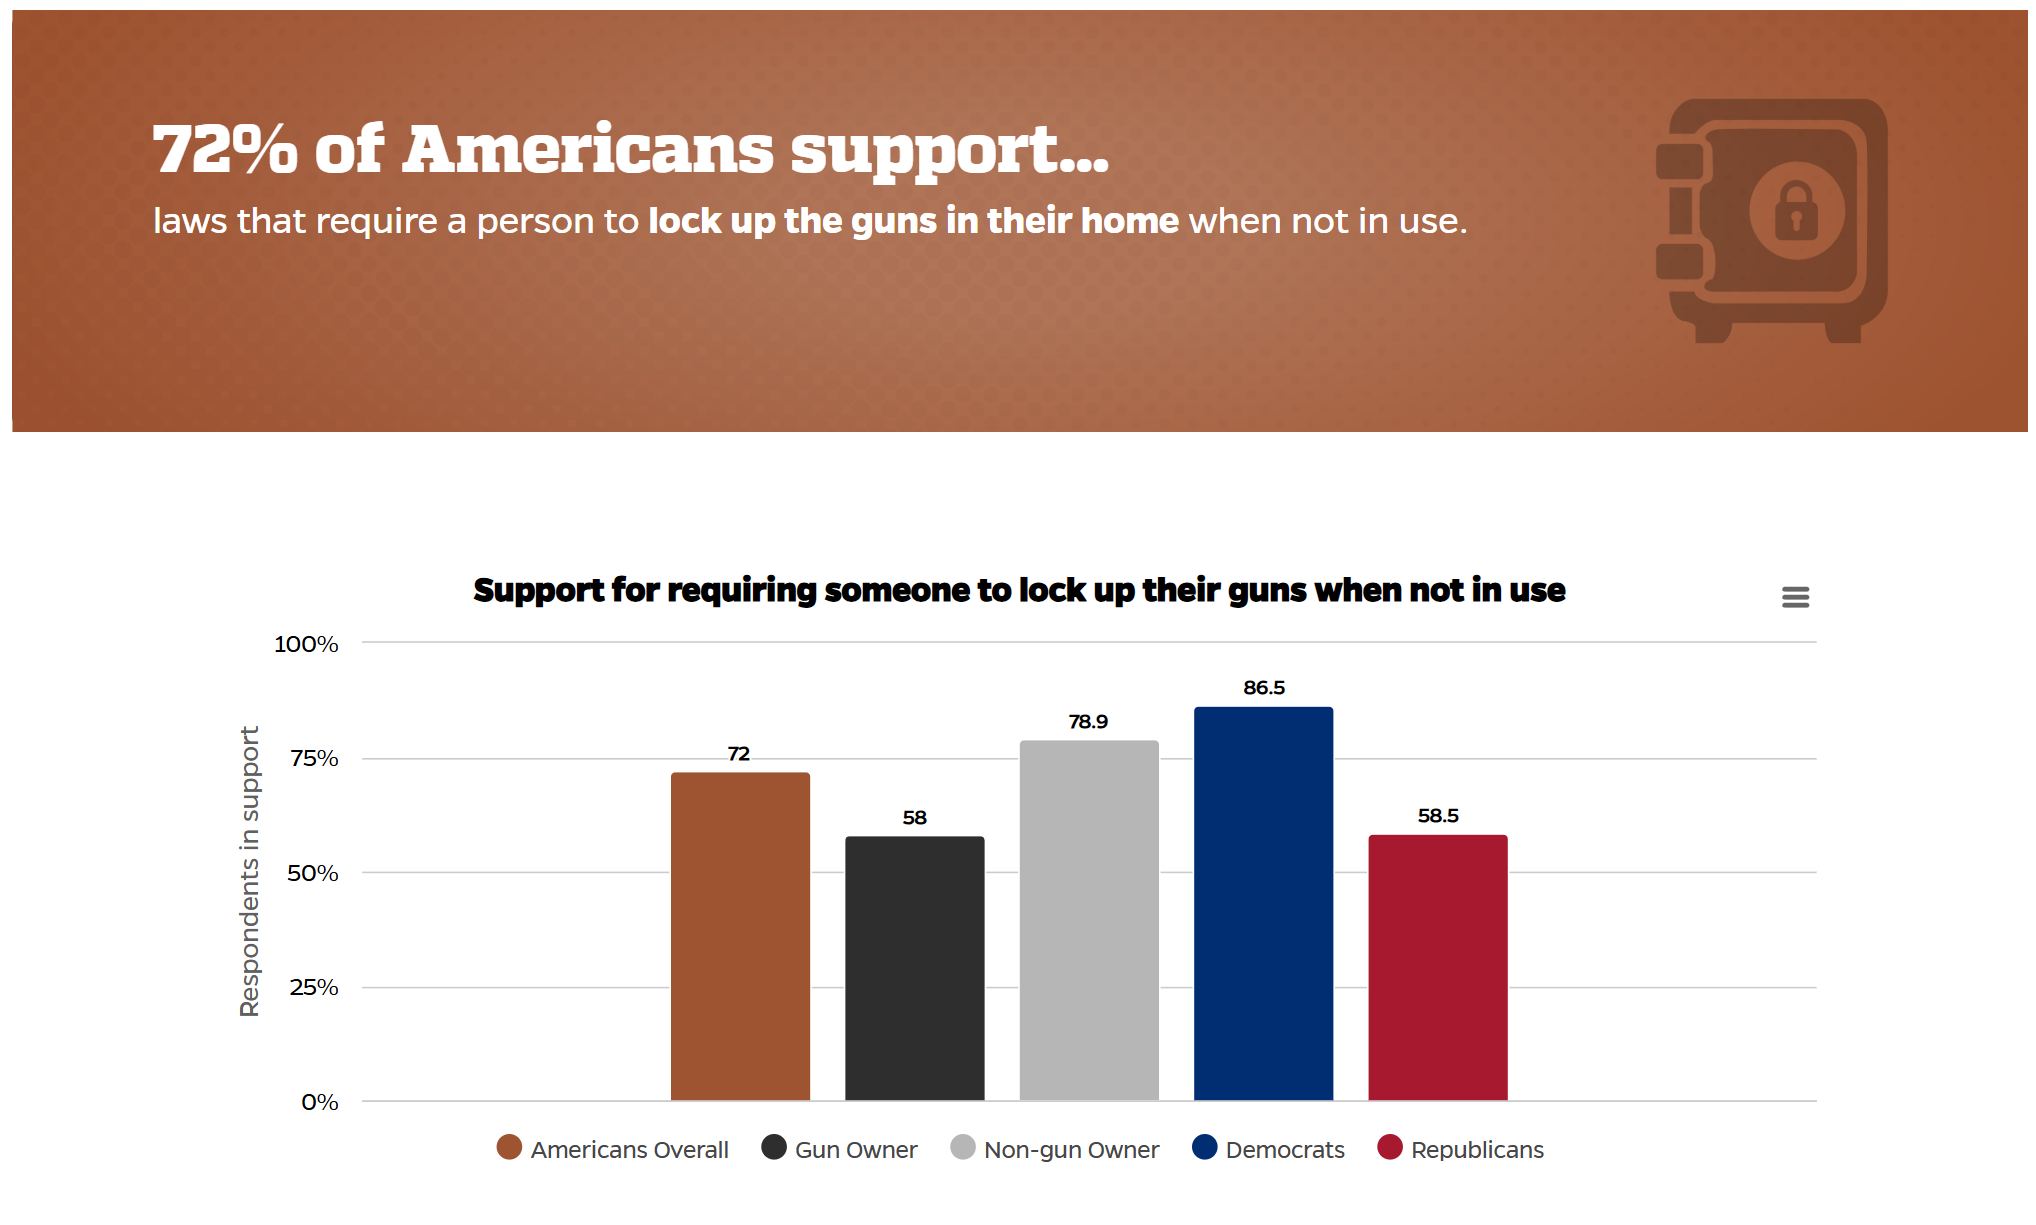 72% of Americans support...
laws that require a person to lock up the guns in their home when not in use.
Support for requiring someone to lock up their guns when not in use
Respondents in support
100%
75%
50%
25%
0%
72
58
78.9
86.5
58.5
Americans Overall Gun Owner Non-gun Owner Democrats Republicans